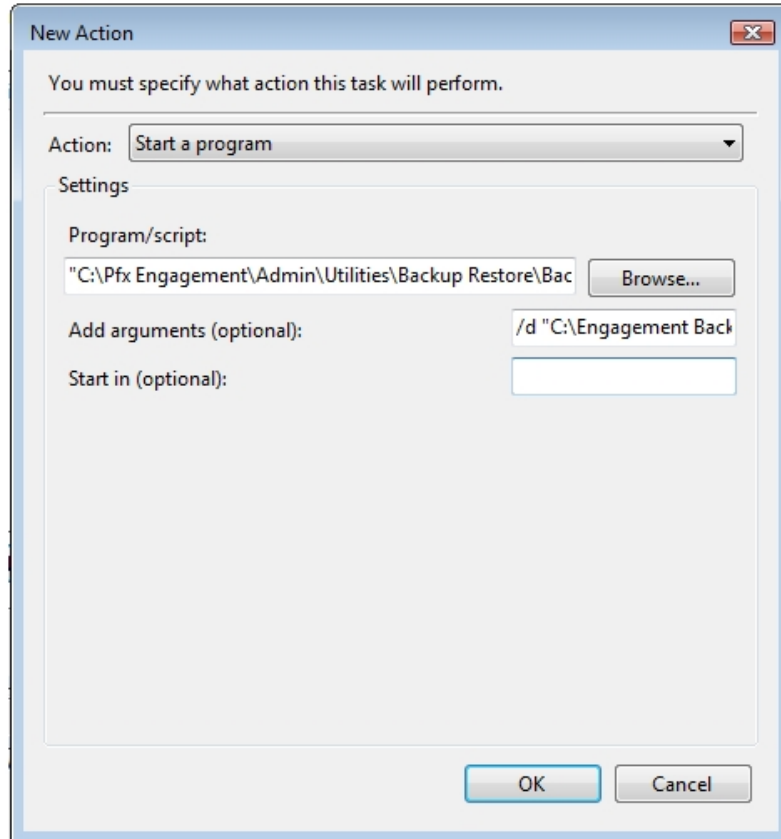 New Action
You must specify what action this task will perform.
Action: Start a program
Settings
Program/script:
"C:\Pfx Engagement\Admin\Utilities\Backup Restore\Bac Browse...
Add arguments (optional): /d "C:\Engagement Back
Start in (optional):
OK Cancel